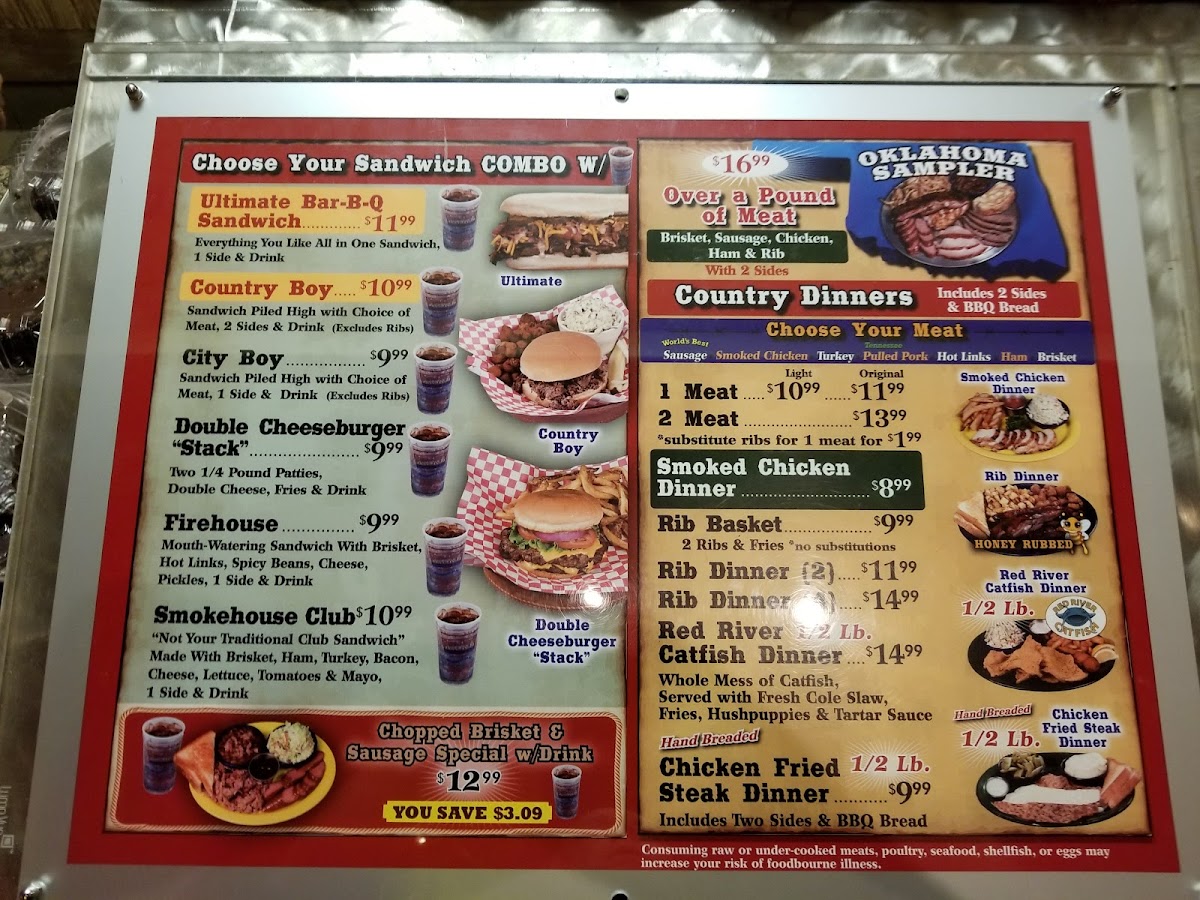 Choose Your Sandwich COMBO W/
Ultimate Bar-B-Q
Sandwich............. $11.99
Everything You Like All in One Sandwich,
1 Side & Drink
Ultimate
Country Boy..... $10.99
Sandwich Piled High with Choice of
Meat, 2 Sides & Drink (Excludes Ribs)
City Boy.................. $9.99
Sandwich Piled High with Choice of
Meat, 1 Side & Drink (Excludes Ribs)
Country
Boy
Double Cheeseburger
“Stack”........................ $9.99
Two 1/4 Pound Patties,
Double Cheese, Fries & Drink
Firehouse................ $9.99
Mouth-Watering Sandwich With Brisket,
Hot Links, Spicy Beans, Cheese,
Pickles, 1 Side & Drink
Double
Cheeseburger
“Stack”
Smokehouse Club $10.99
“Not Your Traditional Club Sandwich”
Made With Brisket, Ham, Turkey, Bacon,
Cheese, Lettuce, Tomatoes & Mayo,
1 Side & Drink
Chopped Brisket &
Sausage Special w/Drink
$12.99
YOU SAVE $3.09
$16.99
OKLAHOMA
SAMPLER
Over a Pound
of Meat
Brisket, Sausage, Chicken,
Ham & Rib
With 2 Sides
Country Dinners Includes 2 Sides
& BBQ Bread
Choose Your Meat
World's Best Tennessee
Sausage Smoked Chicken Turkey Pulled Pork Hot Links Ham Brisket
Light Original
1 Meat ..... $10.99 ...... $11.99
2 Meat ........................ $13.99
*substitute ribs for 1 meat for $1.99
Smoked Chicken
Dinner
Smoked Chicken
Dinner ............................ $8.99
Rib Dinner
HONEY RUBBED
Rib Basket................... $9.99
2 Ribs & Fries *no substitutions
Rib Dinner (2)..... $11.99
Rib Dinner ..... $14.99
Red River
Catfish Dinner
1/2 Lb.
RED RIVER
CATFISH
Red River 1/2 Lb.
Catfish Dinner.... $14.99
Whole Mess of Catfish,
Served with Fresh Cole Slaw,
Fries, Hushpuppies & Tartar Sauce
Hand Breaded
Chicken
Fried Steak
Dinner
1/2 Lb.
Hand Breaded
Chicken Fried 1/2 Lb.
Steak Dinner............ $9.99
Includes Two Sides & BBQ Bread
Consuming raw or under-cooked meats, poultry, seafood, shellfish, or eggs may
increase your risk of foodbourne illness.